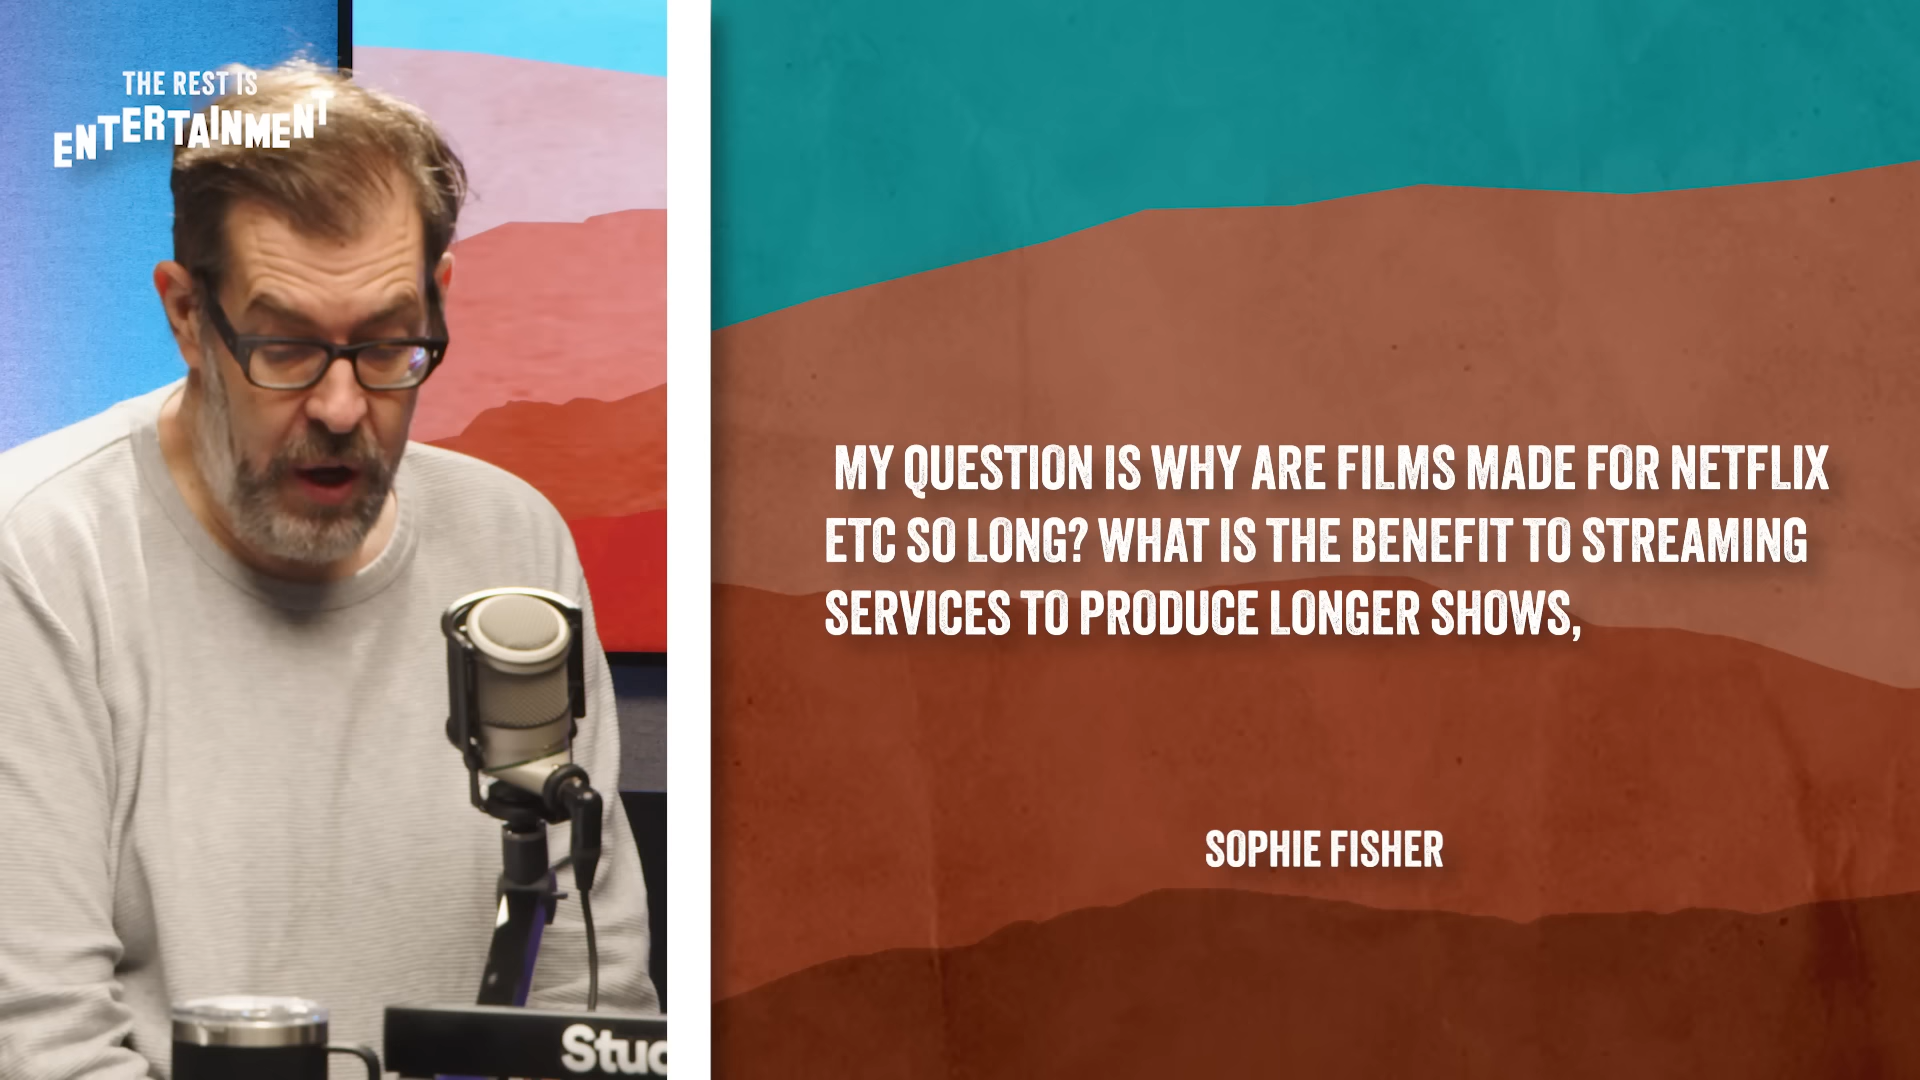 THE REST IS
ENTERTAINMENT
MY QUESTION IS WHY ARE FILMS MADE FOR NETFLIX
ETC SO LONG? WHAT IS THE BENEFIT TO STREAMING
SERVICES TO PRODUCE LONGER SHOWS,
SOPHIE FISHER
Stud